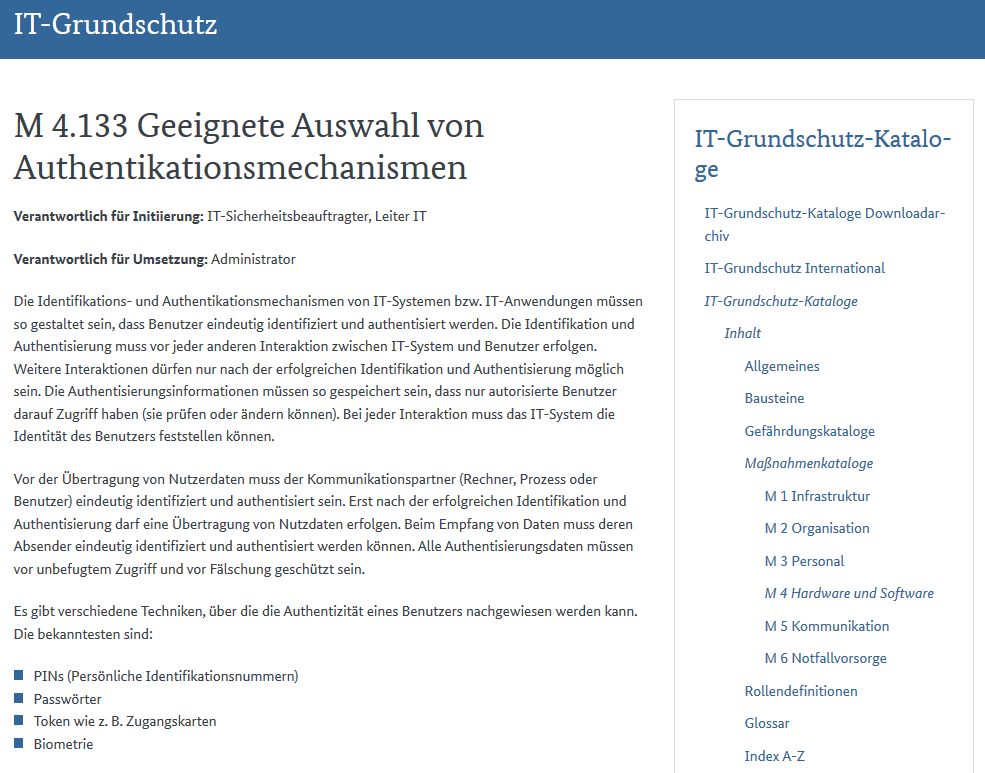 IT-Grundschutz
M 4.133 Geeignete Auswahl von
Authentikationsmechanismen
Verantwortlich für Initiierung: IT-Sicherheitsbeauftragter, Leiter IT
Verantwortlich für Umsetzung: Administrator
Die Identifikations- und Authentikationsmechanismen von IT-Systemen bzw. IT-Anwendungen müssen
so gestaltet sein, dass Benutzer eindeutig identifiziert und authentisiert werden. Die Identifikation und
Authentisierung muss vor jeder anderen Interaktion zwischen IT-System und Benutzer erfolgen.
Weitere Interaktionen dürfen nur nach der erfolgreichen Identifikation und Authentisierung möglich
sein. Die Authentisierungsinformationen müssen so gespeichert sein, dass nur autorisierte Benutzer
darauf Zugriff haben (sie prüfen oder ändern können). Bei jeder Interaktion muss das IT-System die
Identität des Benutzers feststellen können.
Vor der Übertragung von Nutzerdaten muss der Kommunikationspartner (Rechner, Prozess oder
Benutzer) eindeutig identifiziert und authentisiert sein. Erst nach der erfolgreichen Identifikation und
Authentisierung darf eine Übertragung von Nutzdaten erfolgen. Beim Empfang von Daten muss deren
Absender eindeutig identifiziert und authentisiert werden können. Alle Authentisierungsdaten müssen
vor unbefugtem Zugriff und vor Fälschung geschützt sein.
Es gibt verschiedene Techniken, über die die Authentizität eines Benutzers nachgewiesen werden kann.
Die bekanntesten sind:
PINs (Persönliche Identifikationsnummern)
Passwörter
Token wie z. B. Zugangskarten
Biometrie
IT-Grundschutz-Katalo-
ge
IT-Grundschutz-Kataloge Downloadar-
chiv
IT-Grundschutz International
IT-Grundschutz-Kataloge
Inhalt
Allgemeines
Bausteine
Gefährdungskataloge
Maßnahmenkataloge
M 1 Infrastruktur
M 2 Organisation
M 3 Personal
M 4 Hardware und Software
M 5 Kommunikation
M 6 Notfallvorsorge
Rollendefinitionen
Glossar
Index A-Z